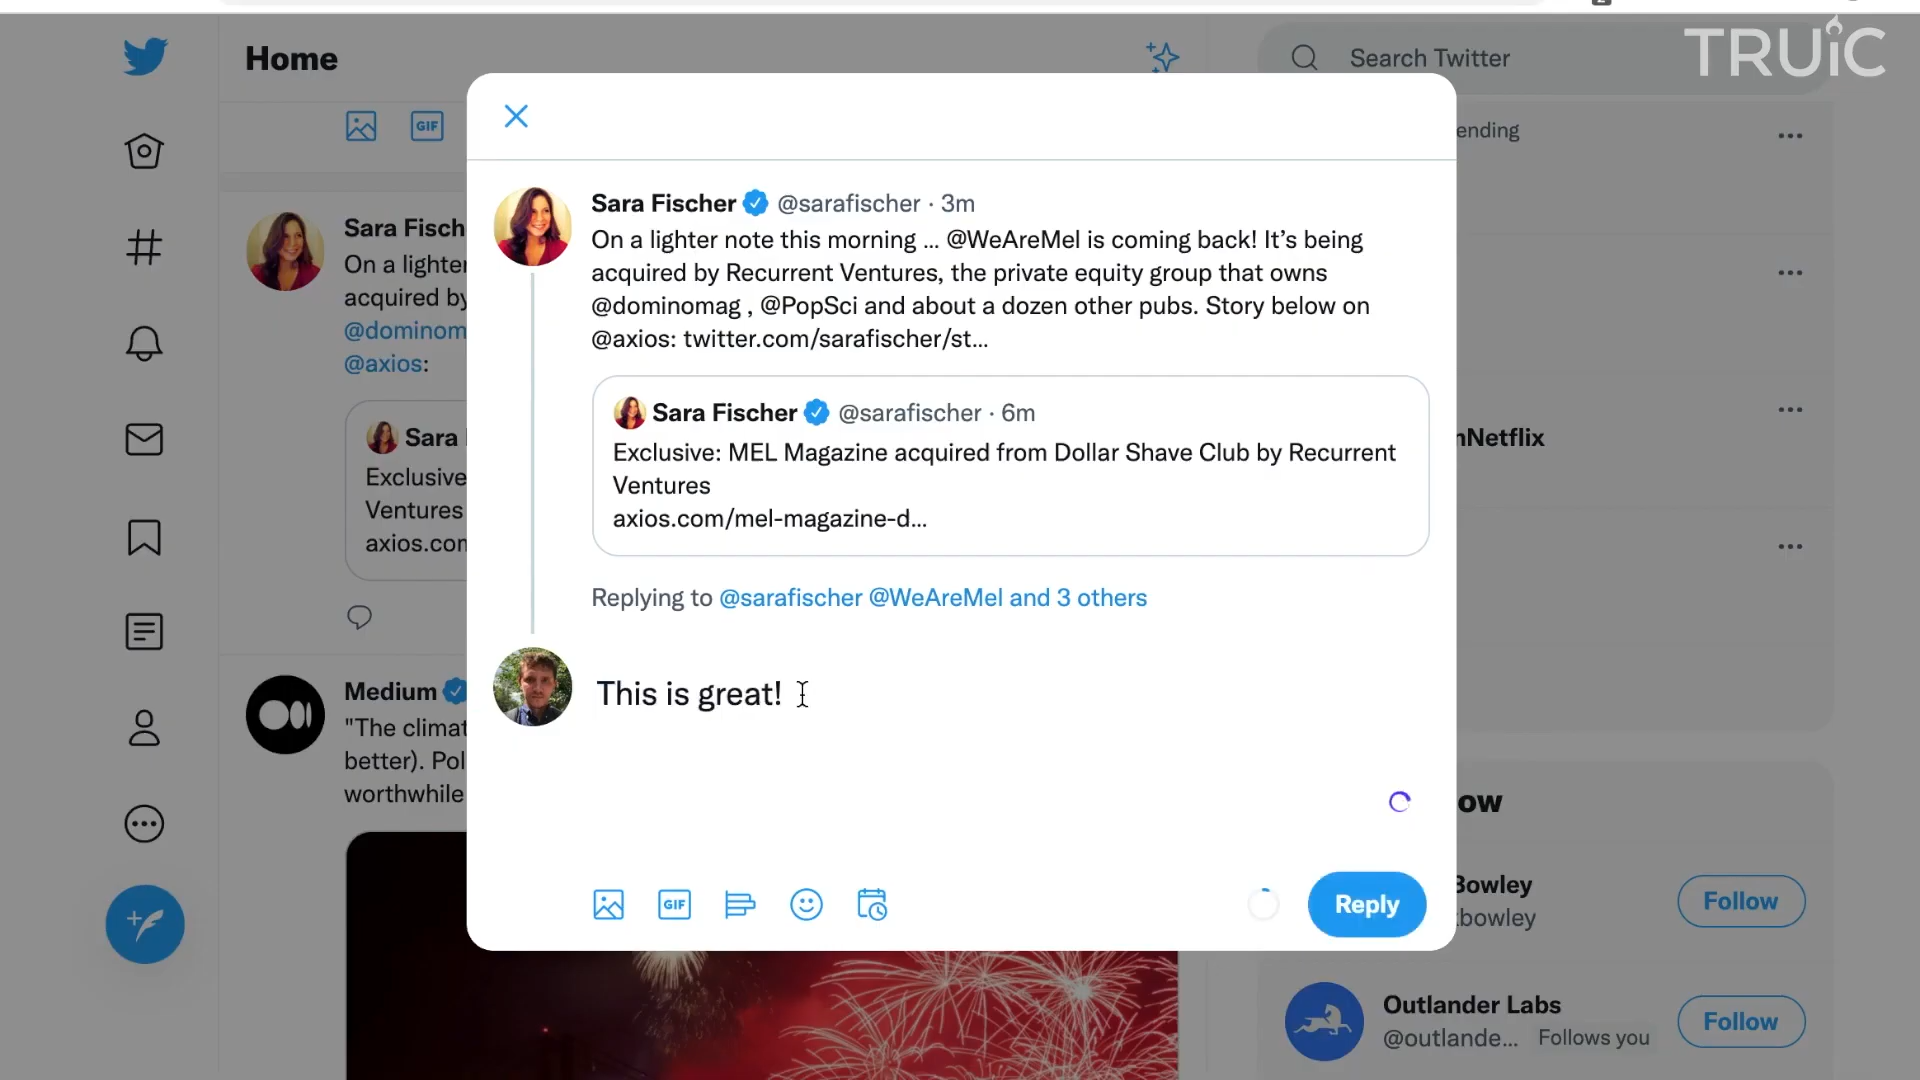 TRUiC
Home
Search Twitter
GIF
ending
Sara Fischer @sarafischer · 3m
On a lighter note this morning ... @WeAreMel is coming back! It's being
acquired by Recurrent Ventures, the private equity group that owns
@dominomag , @PopSci and about a dozen other pubs. Story below on
@axios: twitter.com/sarafischer/st...
Sara Fischer @sarafischer · 6m
Exclusive: MEL Magazine acquired from Dollar Shave Club by Recurrent
Ventures
axios.com/mel-magazine-d...
Replying to @sarafischer @WeAreMel and 3 others
This is great!
GIF
Reply
Sara Fisch
On a lighter
acquired by
@dominom
@axios:
Sara
Exclusive
Ventures
axios.com
Medium
"The climat
better). Pol
worthwhile
nNetflix
ow
Bowley
bowley
Follow
Outlander Labs
@outlande... Follows you
Follow